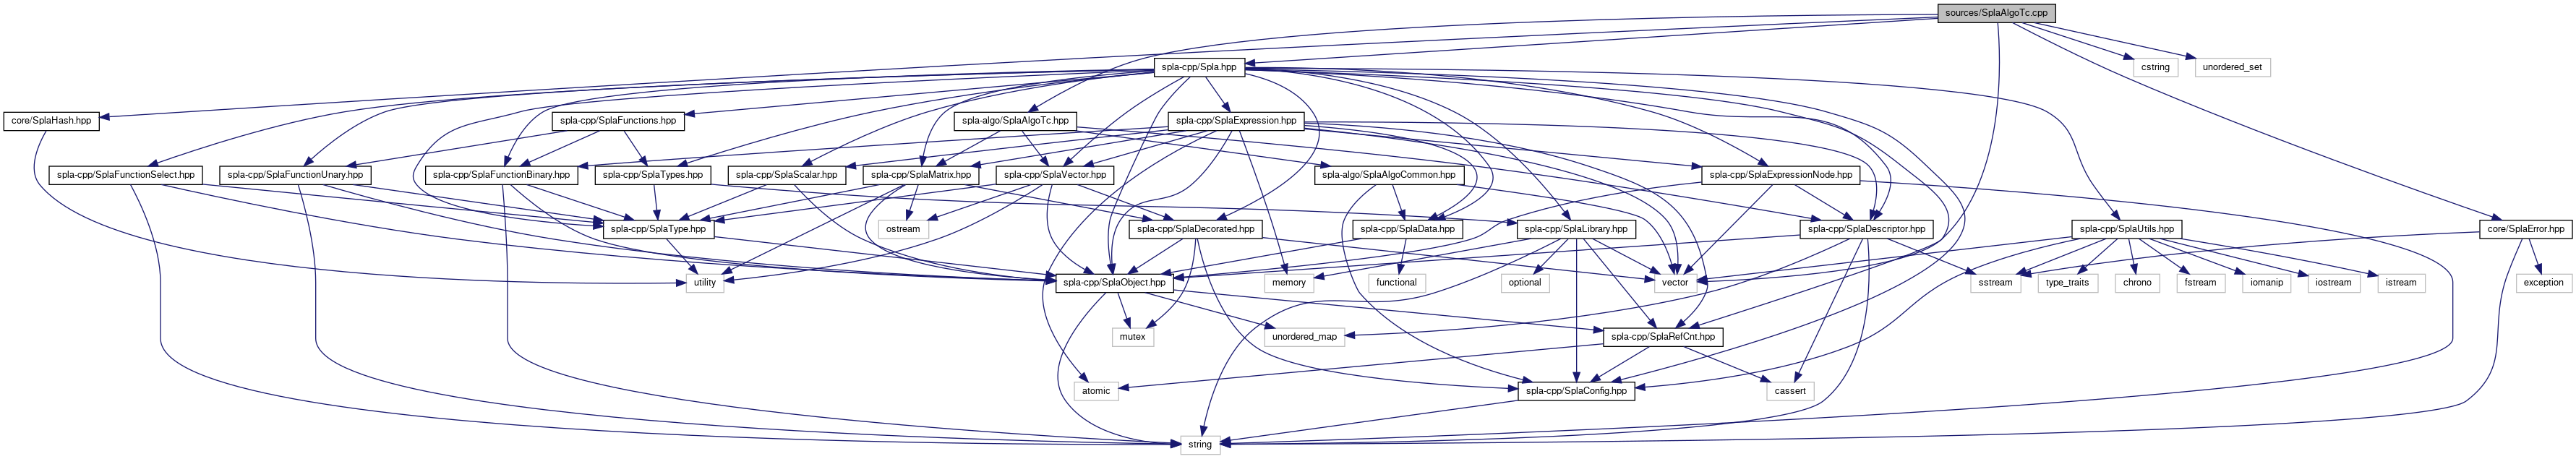 sources/SplaAlgoTc.cpp
spla-cpp/Spla.hpp
cstring
unordered_set
core/SplaHash.hpp
spla-cpp/SplaFunctions.hpp
spla-algo/SplaAlgoTc.hpp
spla-cpp/SplaExpression.hpp
spla-cpp/SplaFunctionSelect.hpp
spla-cpp/SplaFunctionUnary.hpp
spla-cpp/SplaFunctionBinary.hpp
spla-cpp/SplaTypes.hpp
spla-cpp/SplaScalar.hpp
spla-cpp/SplaMatrix.hpp
spla-cpp/SplaVector.hpp
spla-algo/SplaAlgoCommon.hpp
spla-cpp/SplaExpressionNode.hpp
spla-cpp/SplaType.hpp
ostream
spla-cpp/SplaDecorated.hpp
spla-cpp/SplaData.hpp
spla-cpp/SplaLibrary.hpp
spla-cpp/SplaDescriptor.hpp
spla-cpp/SplaUtils.hpp
core/SplaError.hpp
utility
spla-cpp/SplaObject.hpp
memory
functional
optional
vector
sstream
type_traits
chrono
fstream
iomanip
iostream
istream
exception
mutex
unordered_map
spla-cpp/SplaRefCnt.hpp
atomic
spla-cpp/SplaConfig.hpp
cassert
string